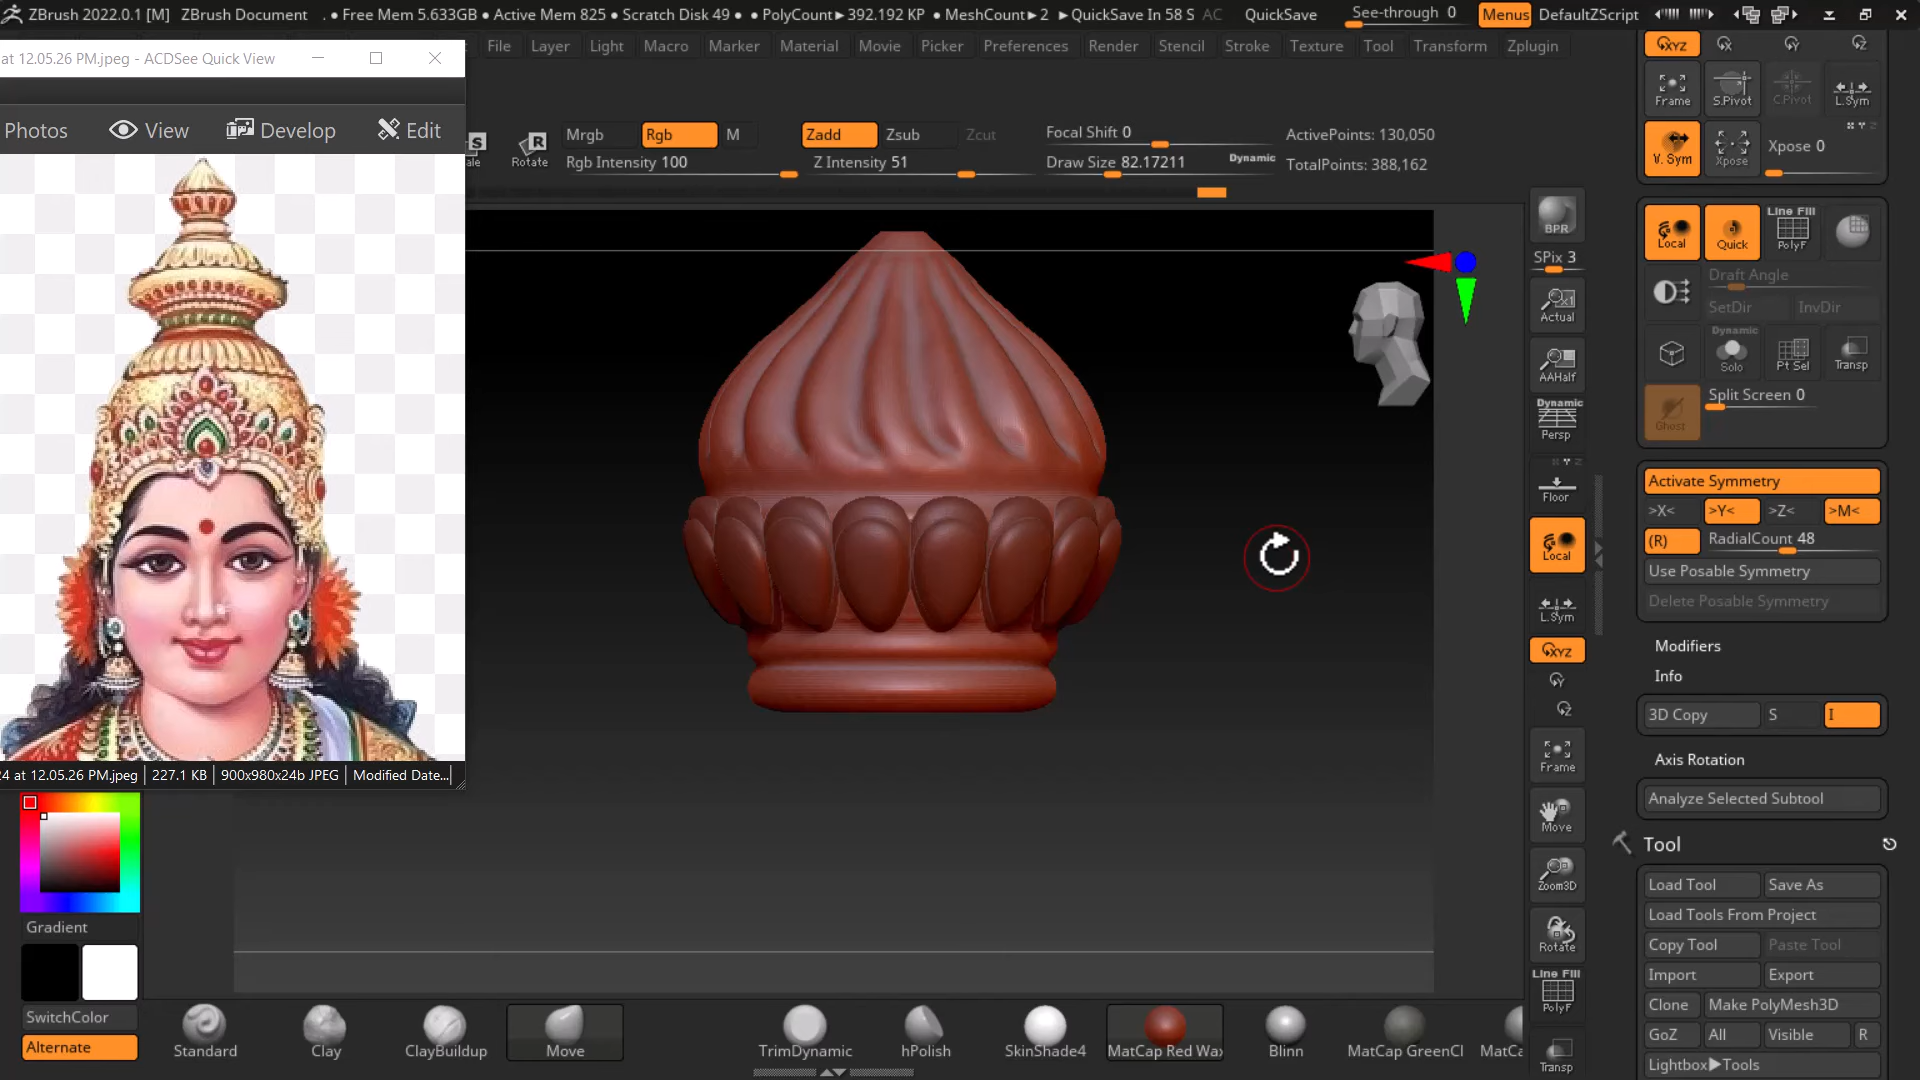 ZBrush 2022.0.1 [M] ZBrush Document . ● Free Mem 5.633GB ● Active Mem 825 ● Scratch Disk 49 ● ● PolyCount►392.192 KP ● MeshCount►2 ►QuickSave In 58 S AC QuickSave See-through 0 Menus DefaultZScript
File Layer Light Macro Marker Material Movie Picker Preferences Render Stencil Stroke Texture Tool Transform Zplugin
at 12.05.26 PM.jpeg - ACDSee Quick View
Photos View Develop Edit
Rotate
Mrgb Rgb M Zadd Zsub Zcut
Rgb Intensity 100 Z Intensity 51
Focal Shift 0
Draw Size 82.17211 Dynamic
ActivePoints: 130,050
TotalPoints: 388,162
24 at 12.05.26 PM.jpeg 227.1 KB 900x980x24b JPEG Modified Date...
Gradient
SwitchColor
Alternate
Standard Clay ClayBuildup Move TrimDynamic hPolish SkinShade4 MatCap Red Wax Blinn MatCap GreenCl MatCa
BPR
SPix 3
Actual
AAHalf
Dynamic
Persp
Floor
Local
L.Sym
XYZ
Y
Z
Frame
Move
Zoom3D
Rotate
Line Fill
PolyF
Transp
XYZ X Y Z
Frame S.Pivot C.Pivot L.Sym
V. Sym Xpose Xpose 0
Local Quick Line Fill PolyF
Draft Angle
SetDir InvDir
Dynamic Solo Pt Sel Transp
Ghost Split Screen 0
Activate Symmetry
>X< >Y< >Z< >M<
(R) RadialCount 48
Use Posable Symmetry
Delete Posable Symmetry
Modifiers
Info
3D Copy S I
Axis Rotation
Analyze Selected Subtool
Tool
Load Tool Save As
Load Tools From Project
Copy Tool Paste Tool
Import Export
Clone Make PolyMesh3D
GoZ All Visible R
Lightbox►Tools